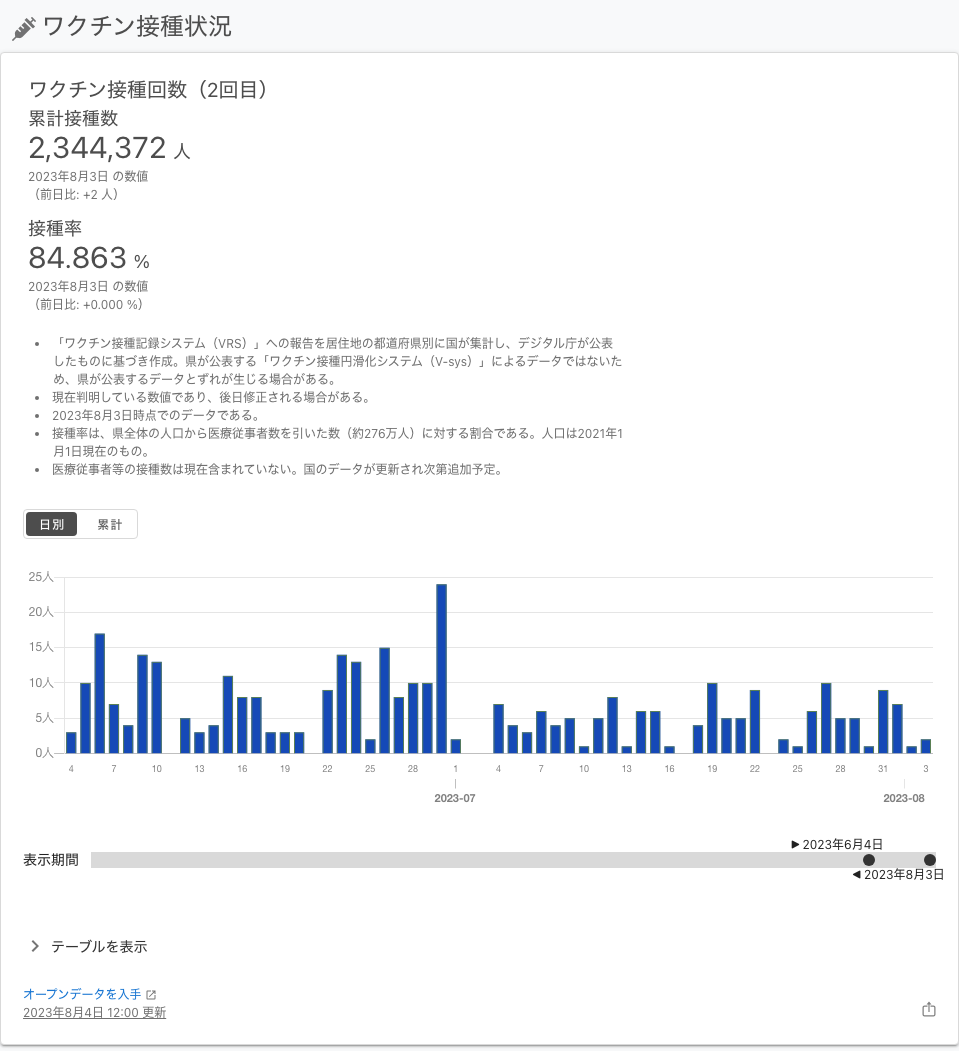 ワクチン接種状況
ワクチン接種回数（2回目）
累計接種数
2,344,372 人
2023年8月3日 の数値
（前日比: +2 人）
接種率
84.863 %
2023年8月3日 の数値
（前日比: +0.000 %）
• 「ワクチン接種記録システム（VRS）」への報告を居住地の都道府県別に国が集計し、デジタル庁が公表
したものに基づき作成。県が公表する「ワクチン接種円滑化システム（V-sys）」によるデータではないた
め、県が公表するデータとずれが生じる場合がある。
• 現在判明している数値であり、後日修正される場合がある。
• 2023年8月3日時点でのデータである。
• 接種率は、県全体の人口から医療従事者数を引いた数（約276万人）に対する割合である。人口は2021年1
月1日現在のもの。
• 医療従事者等の接種数は現在含まれていない。国のデータが更新され次第追加予定。
日別 累計
25人
20人
15人
10人
5人
0人
4 7 10 13 16 19 22 25 28 1 4 7 10 13 16 19 22 25 28 31 3
2023-07 2023-08
▶ 2023年6月4日
表示期間
◀ 2023年8月3日
テーブルを表示
オープンデータを入手
2023年8月4日 12:00 更新